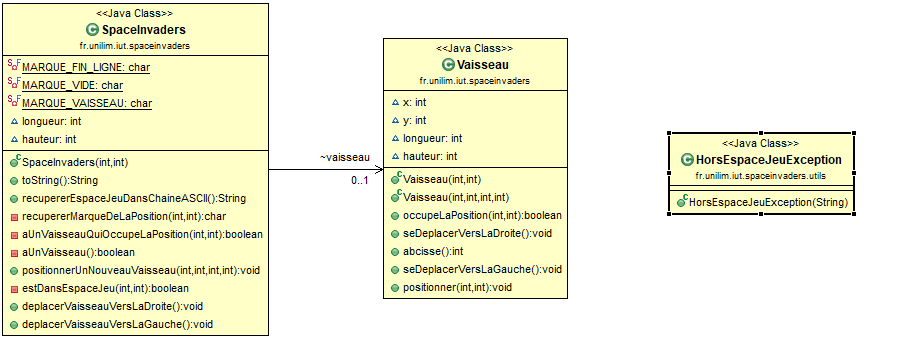 <<Java Class>>
SpaceInvaders
fr.unilim.iut.spaceinvaders
MARQUE_FIN_LIGNE: char
MARQUE_VIDE: char
MARQUE_VAISSEAU: char
longueur: int
hauteur: int
SpaceInvaders(int,int)
toString():String
recupererEspaceJeuDansChaineASCII():String
recupererMarqueDeLaPosition(int,int):char
aUnVaisseauQuiOccupeLaPosition(int,int):boolean
aUnVaisseau():boolean
positionnerUnNouveauVaisseau(int,int,int,int):void
estDansEspaceJeu(int,int):boolean
deplacerVaisseauVersLaDroite():void
deplacerVaisseauVersLaGauche():void
~vaisseau
0..1
<<Java Class>>
Vaisseau
fr.unilim.iut.spaceinvaders
x: int
y: int
longueur: int
hauteur: int
Vaisseau(int,int)
Vaisseau(int,int,int,int)
occupeLaPosition(int,int):boolean
seDeplacerVersLaDroite():void
abcisse():int
seDeplacerVersLaGauche():void
positionner(int,int):void
<<Java Class>>
HorsEspaceJeuException
fr.unilim.iut.spaceinvaders.utils
HorsEspaceJeuException(String)